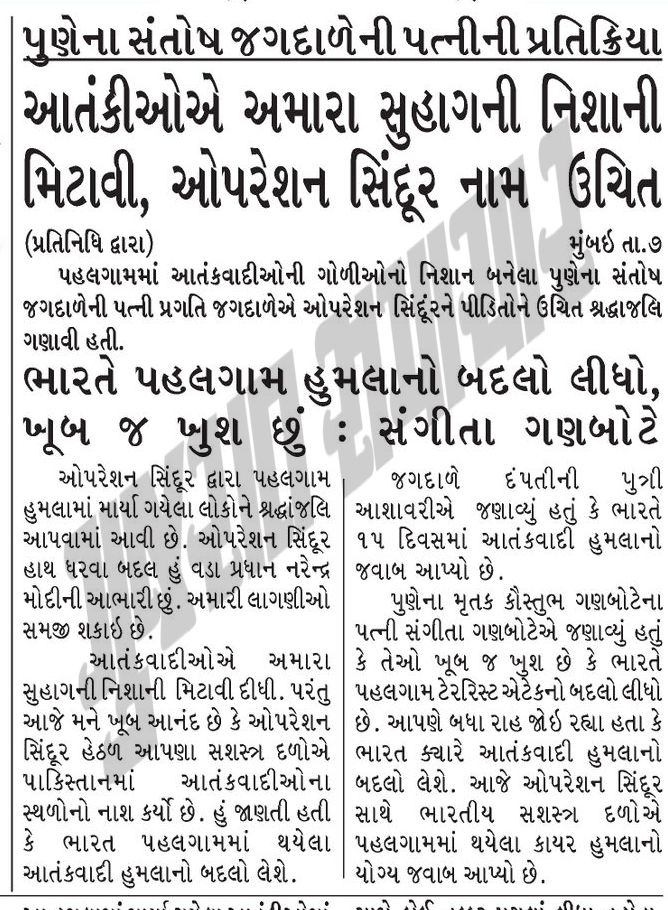 પુણેના સંતોષ જગદાળેની પત્નીની પ્રતિક્રિયા
આતંકીઓએ અમારા સુહાગની નિશાની
મિટાવી, ઓપરેશન સિંદૂર નામ ઉચિત
(પ્રતિનિધિ દ્વારા) મુંબઇ તા.૭
પહલગામમાં આતંકવાદીઓની ગોળીઓનો નિશાન બનેલા પુણેના સંતોષ
જગદાળેની પત્ની પ્રગતિ જગદાળેએ ઓપરેશન સિંદૂરને પીડિતોને ઉચિત શ્રદ્ધાજલિ
ગણાવી હતી.
ભારતે પહલગામ હુમલાનો બદલો લીધો,
ખૂબ જ ખુશ છું : સંગીતા ગણબોટે
ઓપરેશન સિંદૂર દ્વારા પહલગામ
હુમલામાં માર્યા ગયેલા લોકોને શ્રદ્ધાંજલિ
આપવામાં આવી છે. ઓપરેશન સિંદૂર
હાથ ધરવા બદલ હું વડા પ્રધાન નરેન્દ્ર
મોદીની આભારી છું. અમારી લાગણીઓ
સમજી શકાઇ છે.
આતંકવાદીઓએ અમારા
સુહાગની નિશાની મિટાવી દીધી. પરંતુ
આજે મને ખૂબ આનંદ છે કે ઓપરેશન
સિંદૂર હેઠળ આપણા સશસ્ત્ર દળોએ
પાકિસ્તાનમાં આતંકવાદીઓના
સ્થળોનો નાશ કર્યો છે. હું જાણતી હતી
કે ભારત પહલગામમાં થયેલા
આતંકવાદી હુમલાનો બદલો લેશે.
જગદાળે દંપતીની પુત્રી
આશાવરીએ જણાવ્યું હતું કે ભારતે
૧૫ દિવસમાં આતંકવાદી હુમલાનો
જવાબ આપ્યો છે.
પુણેના મૃતક કૌસ્તુભ ગણબોટેના
પત્ની સંગીતા ગણબોટેએ જણાવ્યું હતું
કે તેઓ ખૂબ જ ખુશ છે કે ભારતે
પહલગામ ટેરરિસ્ટ એટેકનો બદલો લીધો
છે. આપણે બધા રાહ જોઇ રહ્યા હતા કે
ભારત ક્યારે આતંકવાદી હુમલાનો
બદલો લેશે. આજે ઓપરેશન સિંદૂર
સાથે ભારતીય સશસ્ત્ર દળોએ
પહલગામમાં થયેલા કાયર હુમલાનો
યોગ્ય જવાબ આપ્યો છે.